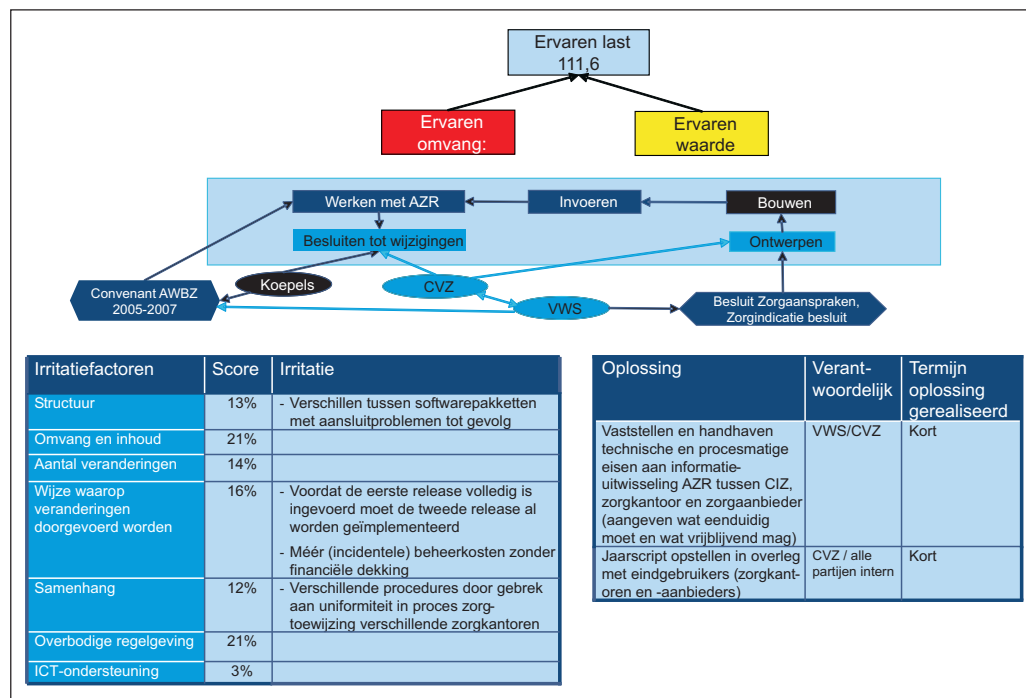 Ervaren last
111,6
Ervaren
omvang:
Ervaren
waarde
Werken met AZR
Invoeren
Bouwen
Besluiten tot wijzigingen
Ontwerpen
Koepels
CVZ
Convenant AWBZ
2005-2007
VWS
Besluit Zorgaanspraken,
Zorgindicatie besluit
Irritatiefactoren
Score
Irritatie
Structuur
13%
- Verschillen tussen softwarepakketten
met aansluitproblemen tot gevolg
Omvang en inhoud
21%
Aantal veranderingen
14%
Wijze waarop
veranderingen
doorgevoerd worden
16%
- Voordat de eerste release volledig is
ingevoerd moet de tweede release al
worden geïmplementeerd
- Méér (incidentele) beheerkosten zonder
financiële dekking
Samenhang
12%
- Verschillende procedures door gebrek
aan uniformiteit in proces zorg-
toewijzing verschillende zorgkantoren
Overbodige regelgeving
21%
ICT-ondersteuning
3%
Oplossing
Verant-
woordelijk
Termijn
oplossing
gerealiseerd
Vaststellen en handhaven
technische en procesmatige
eisen aan informatie-
uitwisseling AZR tussen CIZ,
zorgkantoor en zorgaanbieder
(aangeven wat eenduidig
moet en wat vrijblijvend mag)
VWS/CVZ
Kort
Jaarscript opstellen in overleg
met eindgebruikers (zorgkant-
oren en -aanbieders)
CVZ / alle
partijen intern
Kort